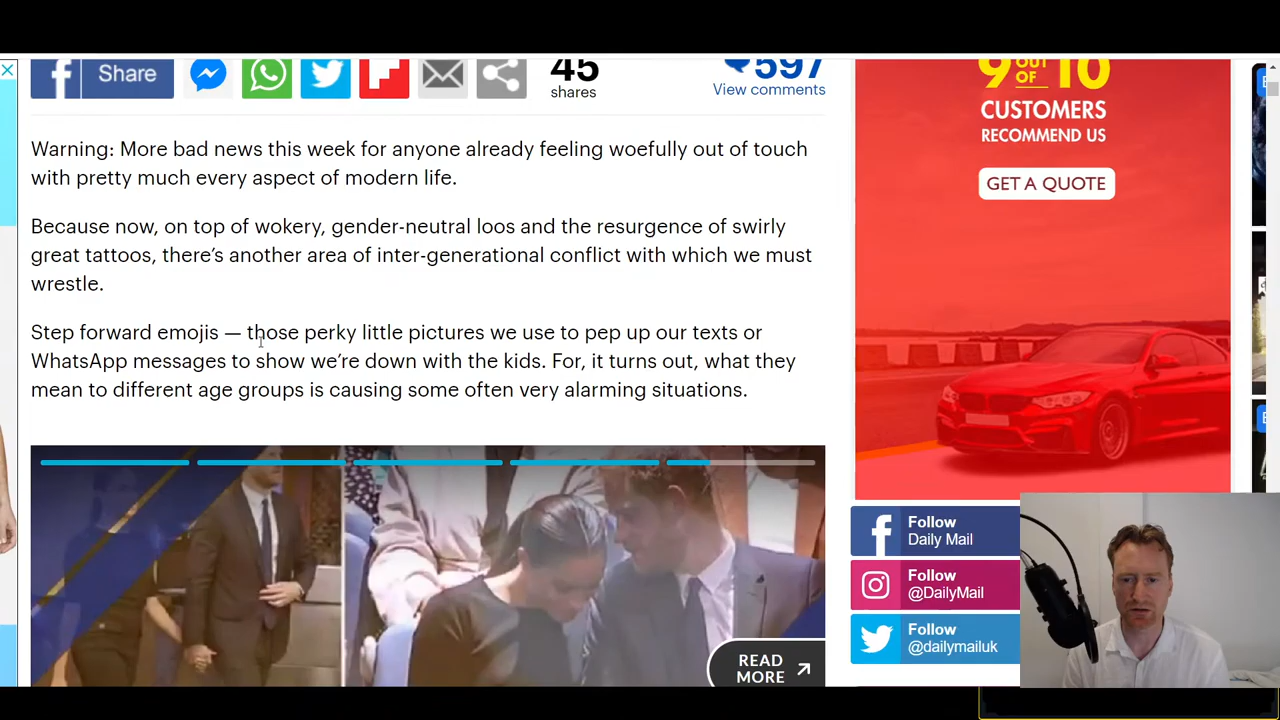 Share
45
shares
597
View comments
Warning: More bad news this week for anyone already feeling woefully out of touch
with pretty much every aspect of modern life.
Because now, on top of wokery, gender-neutral loos and the resurgence of swirly
great tattoos, there’s another area of inter-generational conflict with which we must
wrestle.
Step forward emojis — those perky little pictures we use to pep up our texts or
WhatsApp messages to show we’re down with the kids. For, it turns out, what they
mean to different age groups is causing some often very alarming situations.
READ
MORE
9 OUT OF 10
CUSTOMERS
RECOMMEND US
GET A QUOTE
Follow
Daily Mail
Follow
@DailyMail
Follow
@dailymailuk